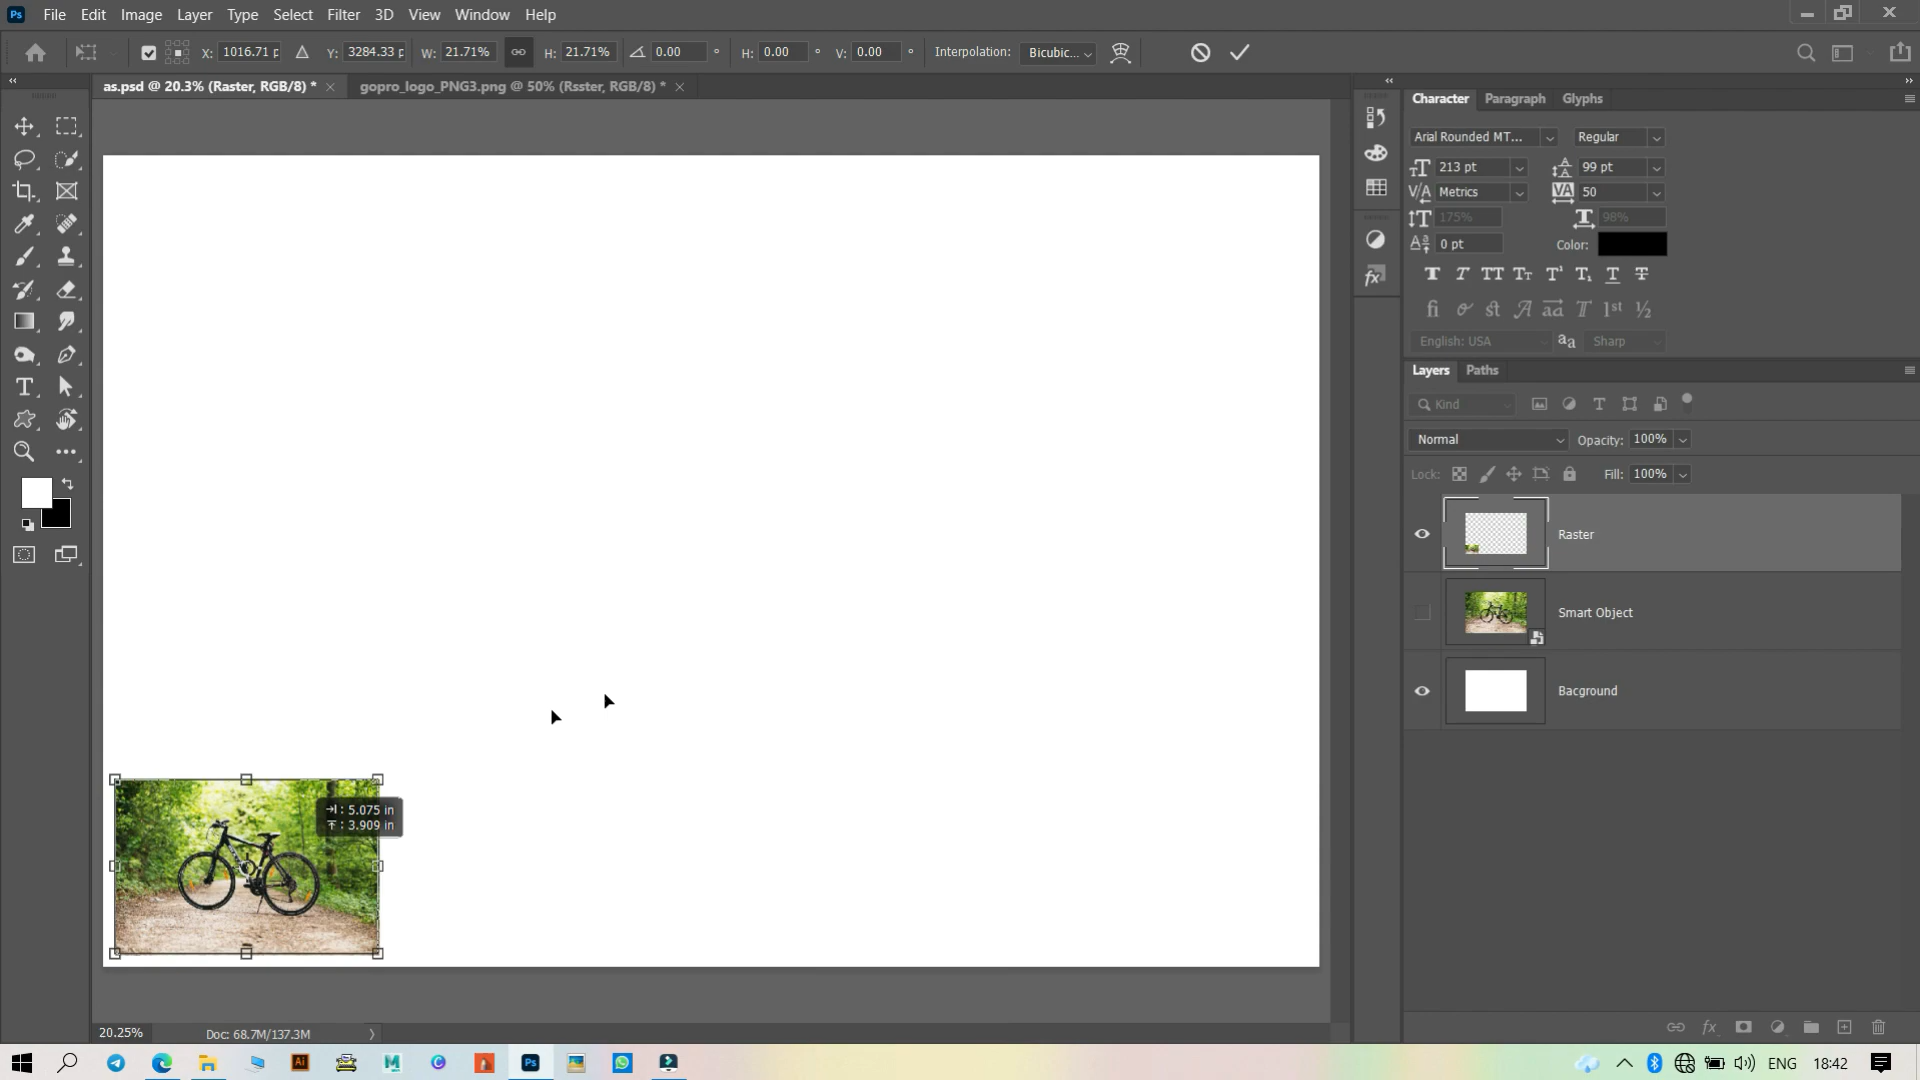 Ps File Edit Image Layer Type Select Filter 3D View Window Help
X: 1016.71 p Y: 3284.33 p W: 21.71% H: 21.71% 0.00 ° H: 0.00 ° V: 0.00 ° Interpolation: Bicubic...
as.psd @ 20.3% (Raster, RGB/8) * × gopro_logo_PNG3.png @ 50% (Rsster, RGB/8) * ×
Character Paragraph Glyphs
Arial Rounded MT... Regular
213 pt 99 pt
Metrics 50
175% 98%
0 pt Color:
English: USA aa Sharp
Layers Paths
Kind
Normal Opacity: 100%
Lock: Fill: 100%
Raster
Smart Object
Bacground
: 5.075 in
: 3.909 in
20.25% Doc: 68.7M/137.3M
Ai M C Ps ENG 18:42